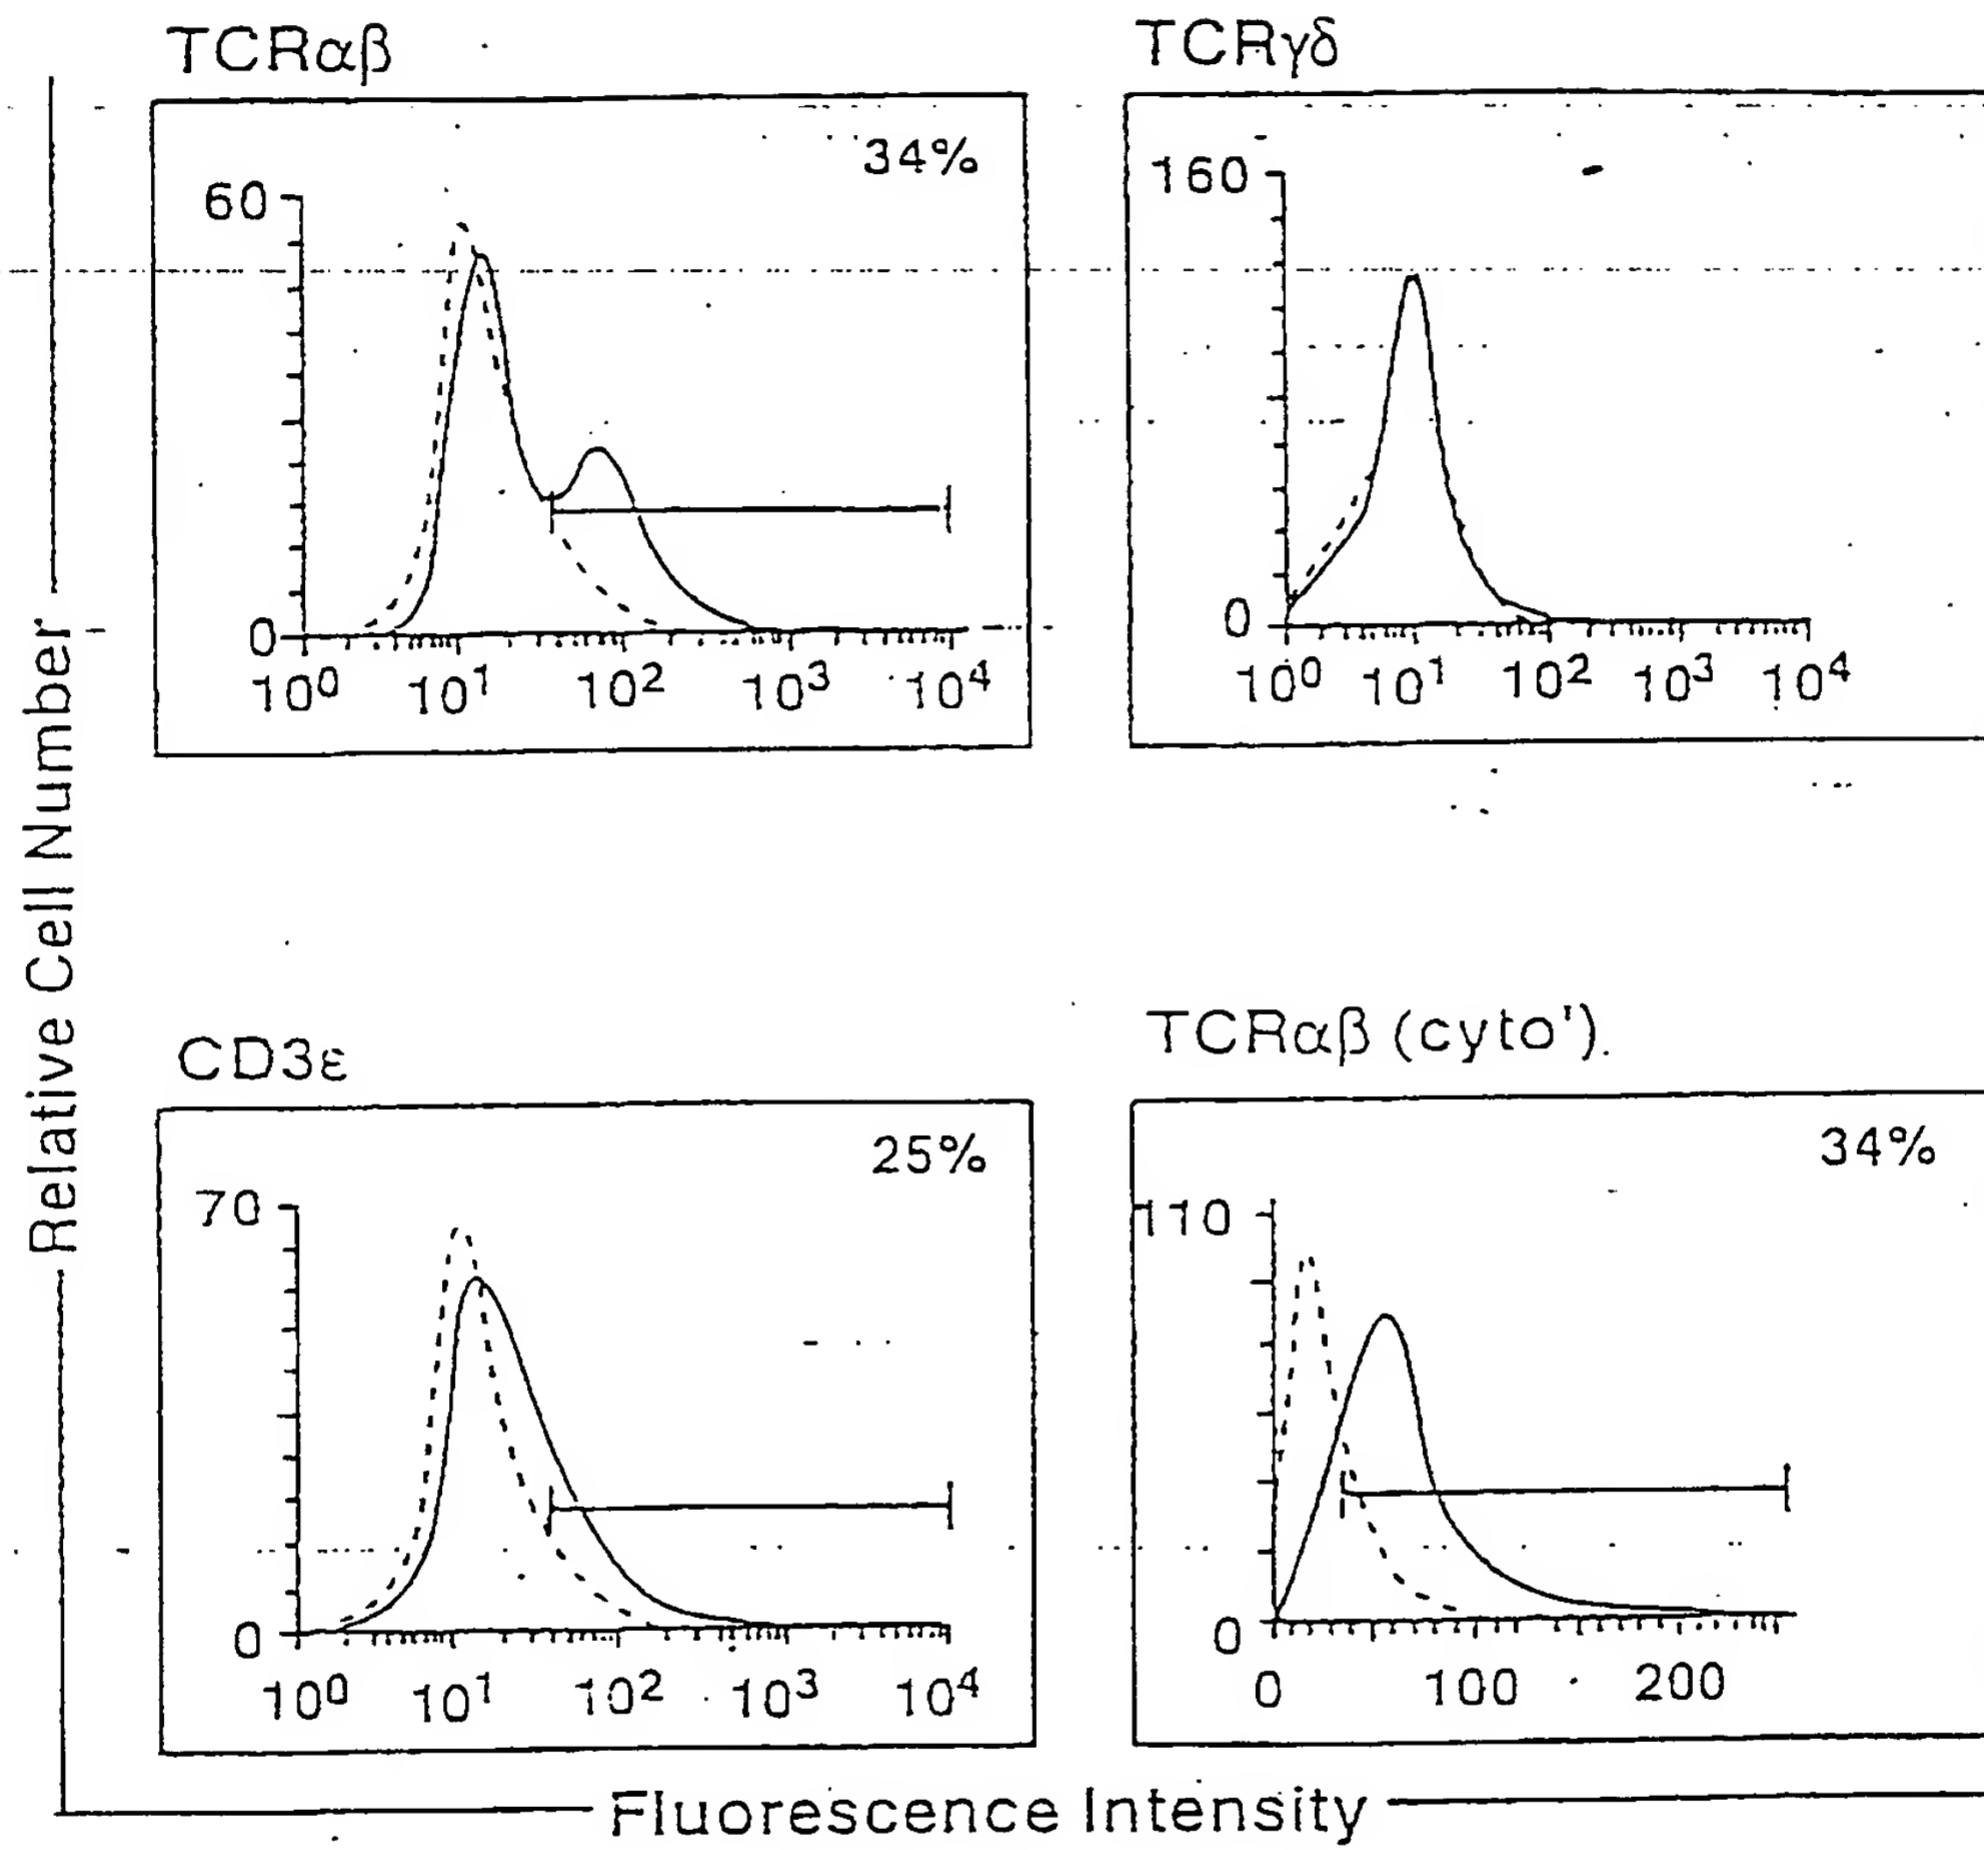 TCRαβ
34%
60
0
10⁰ 10¹ 10² 10³ 10⁴
TCRγδ
160
0
10⁰ 10¹ 10² 10³ 10⁴
CD3ε
25%
70
0
10⁰ 10¹ 10² 10³ 10⁴
TCRαβ (cyto').
34%
110
0
0 100 200
Relative Cell Number
Fluorescence Intensity